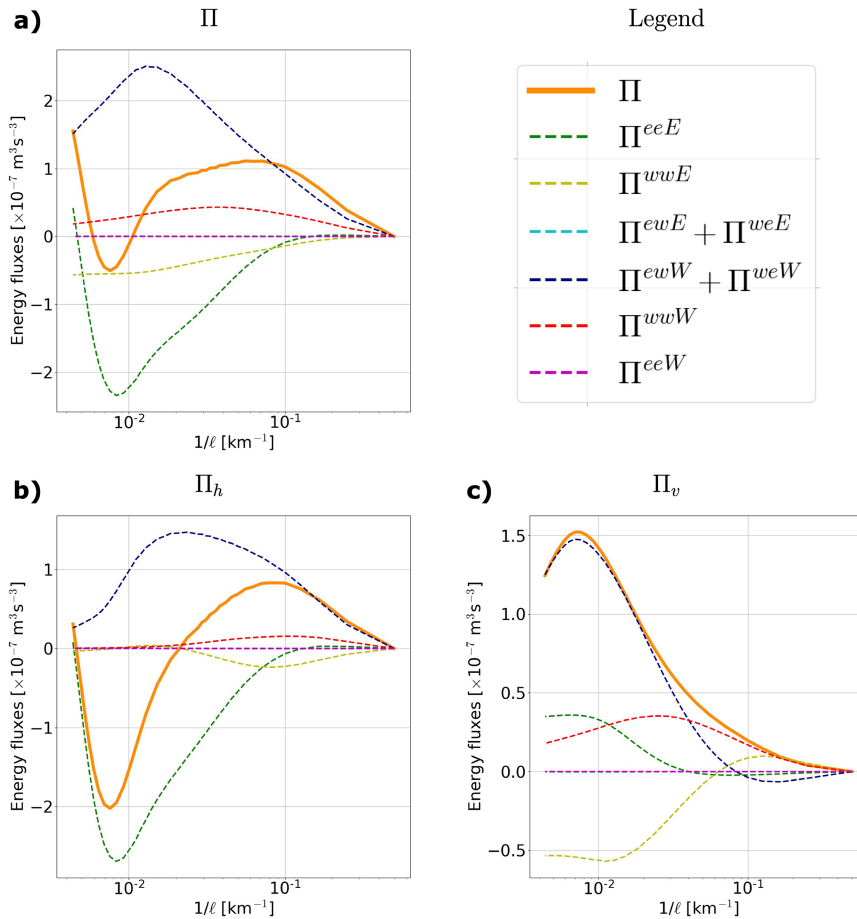 a)
Π
Legend
Energy fluxes [×10⁻⁷ m³s⁻³]
2
1
0
−1
−2
10⁻²
10⁻¹
1/ℓ [km⁻¹]
Π
Π^{eeE}
Π^{wwE}
Π^{ewE} + Π^{weE}
Π^{ewW} + Π^{weW}
Π^{wwW}
Π^{eeW}
b)
Π_h
Energy fluxes [×10⁻⁷ m³s⁻³]
1
0
−1
−2
10⁻²
10⁻¹
1/ℓ [km⁻¹]
c)
Π_v
Energy fluxes [×10⁻⁷ m³s⁻³]
1.5
1.0
0.5
0.0
−0.5
10⁻²
10⁻¹
1/ℓ [km⁻¹]